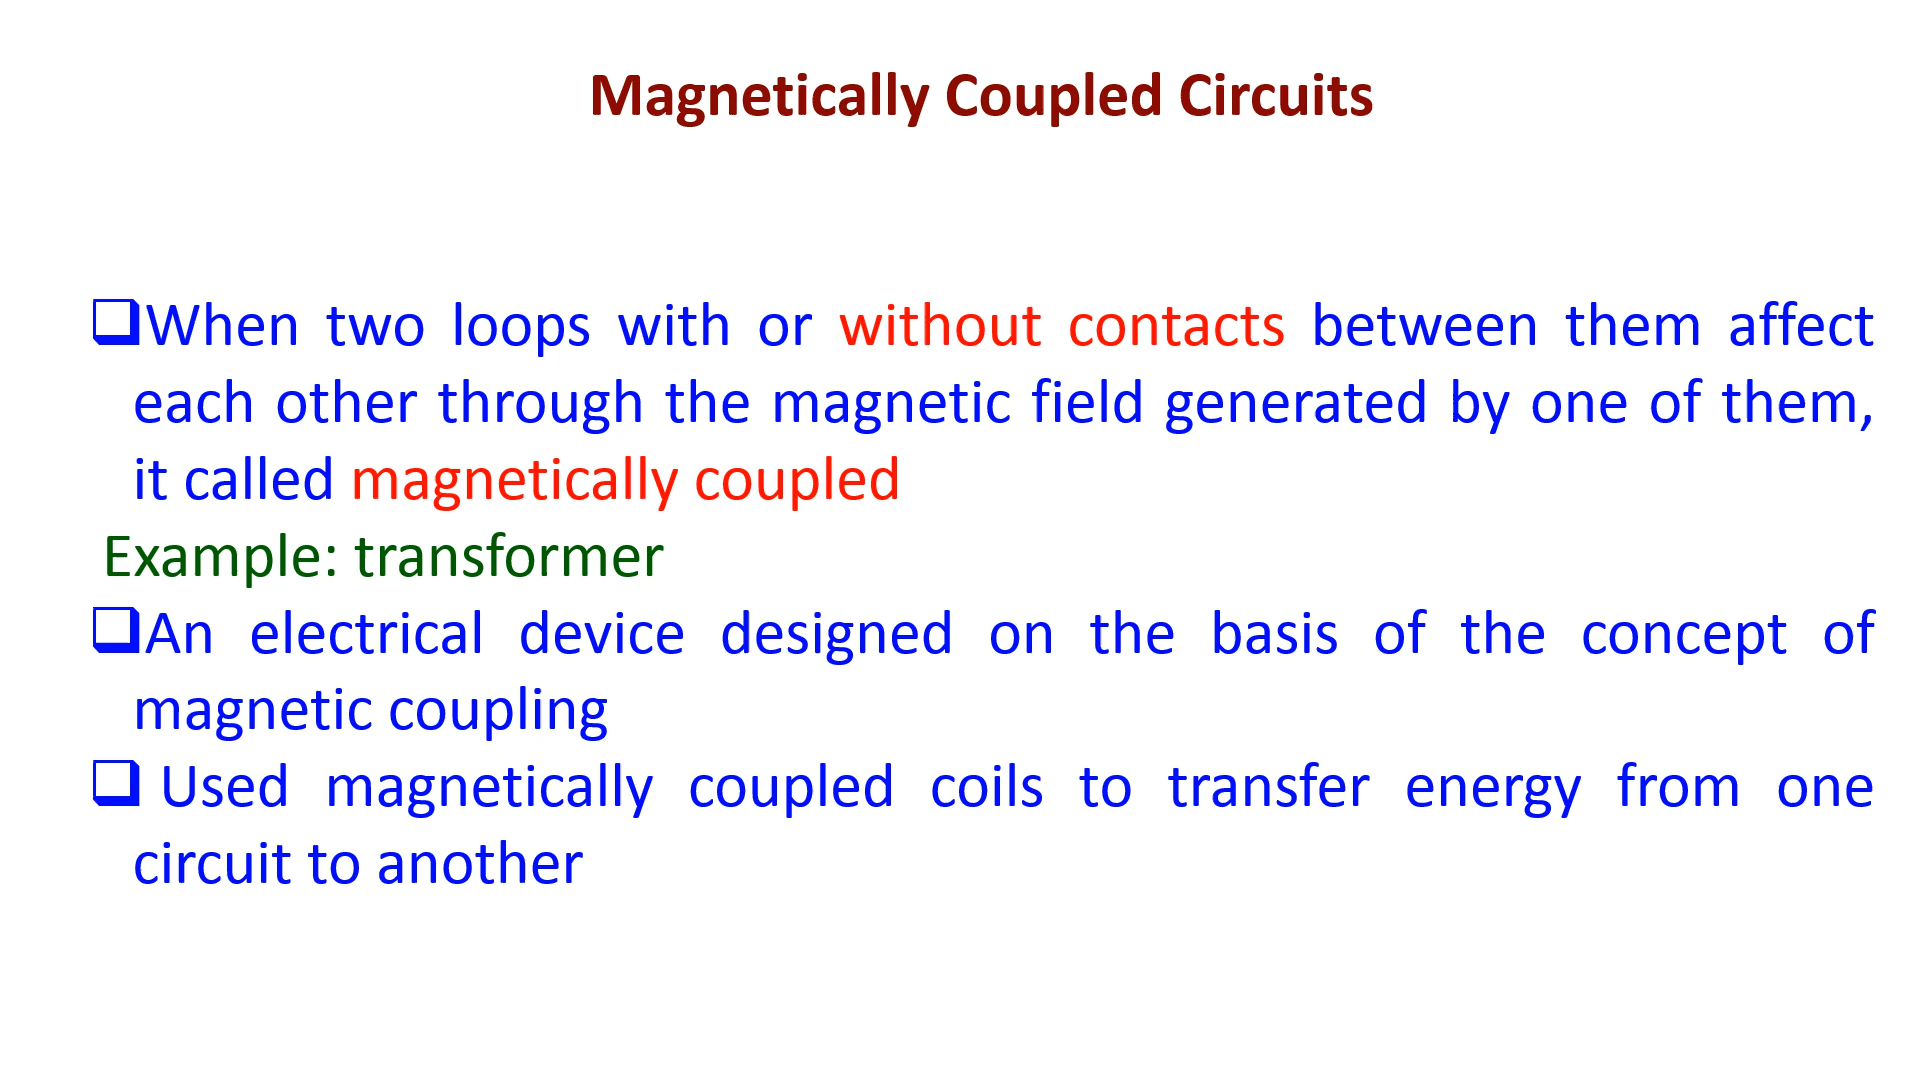 Magnetically Coupled Circuits
❑When two loops with or without contacts between them affect
each other through the magnetic field generated by one of them,
it called magnetically coupled
Example: transformer
❑An electrical device designed on the basis of the concept of
magnetic coupling
❑ Used magnetically coupled coils to transfer energy from one
circuit to another